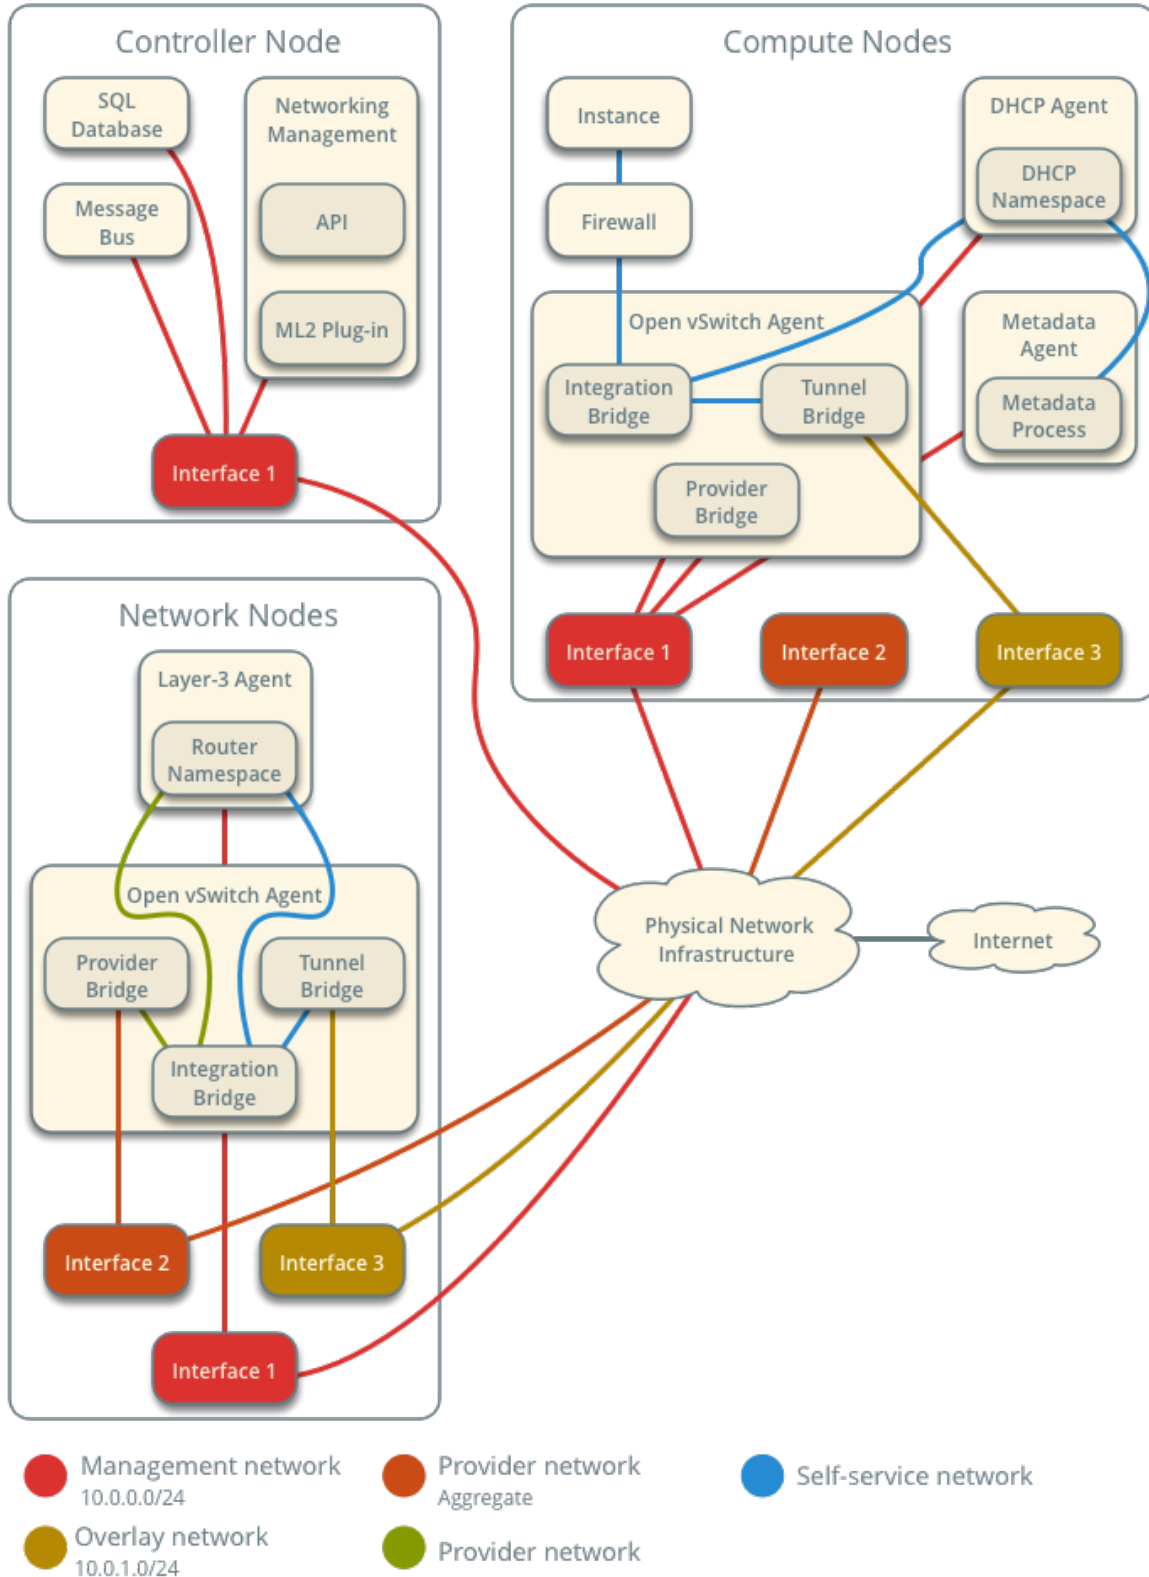 Controller Node
SQL
Database
Networking
Management
Message
Bus
API
ML2 Plug-in
Interface 1
Compute Nodes
Instance
DHCP Agent
DHCP
Namespace
Firewall
Open vSwitch Agent
Metadata
Agent
Integration
Bridge
Tunnel
Bridge
Metadata
Process
Provider
Bridge
Interface 1
Interface 2
Interface 3
Network Nodes
Layer-3 Agent
Router
Namespace
Open vSwitch Agent
Provider
Bridge
Tunnel
Bridge
Integration
Bridge
Interface 2
Interface 3
Interface 1
Physical Network
Infrastructure
Internet
Management network
10.0.0.0/24
Provider network
Aggregate
Self-service network
Overlay network
10.0.1.0/24
Provider network